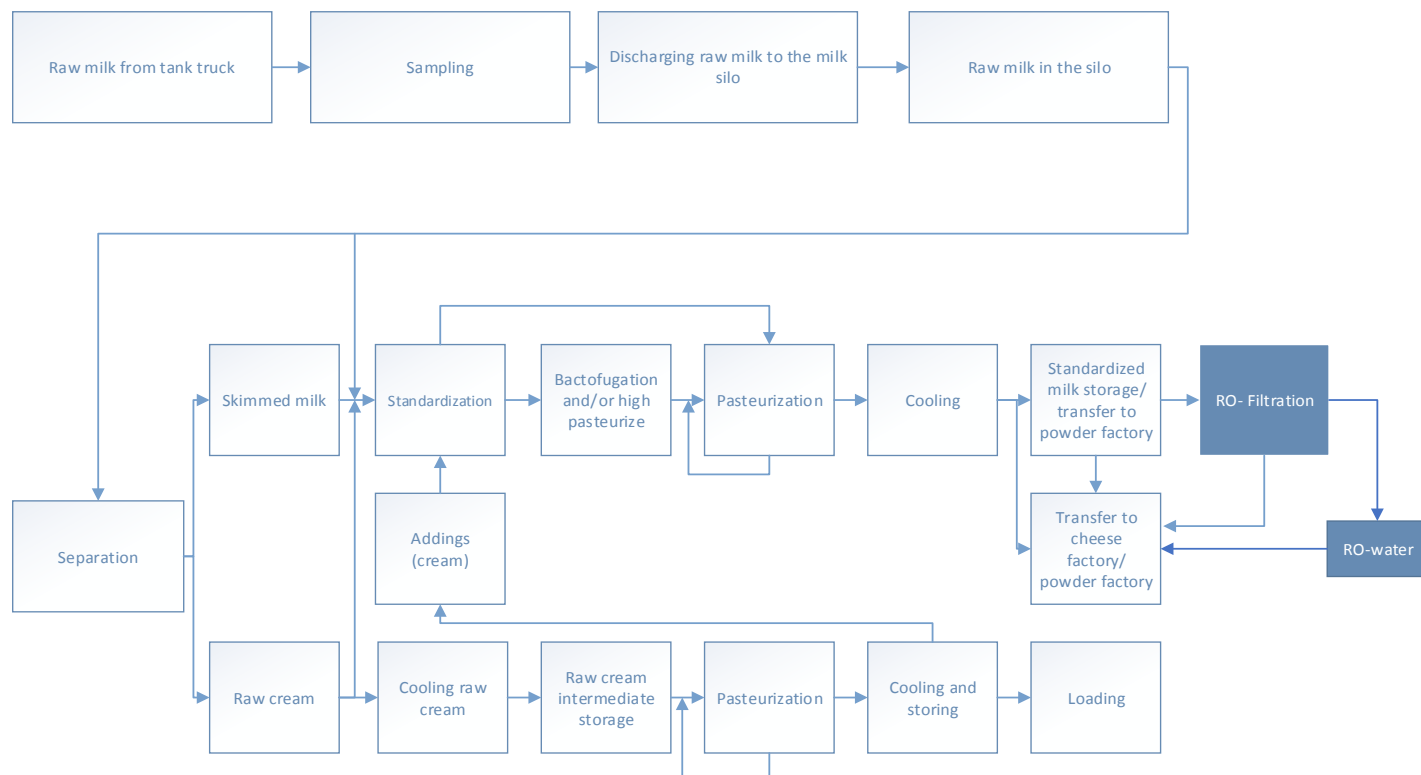 Raw milk from tank truck
Sampling
Discharging raw milk to the milk
silo
Raw milk in the silo
Skimmed milk
Standardization
Bactofugation
and/or high
pasteurize
Pasteurization
Cooling
Standardized
milk storage/
transfer to
powder factory
RO- Filtration
Separation
Addings
(cream)
Transfer to
cheese
factory/
powder factory
RO-water
Raw cream
Cooling raw
cream
Raw cream
intermediate
storage
Pasteurization
Cooling and
storing
Loading